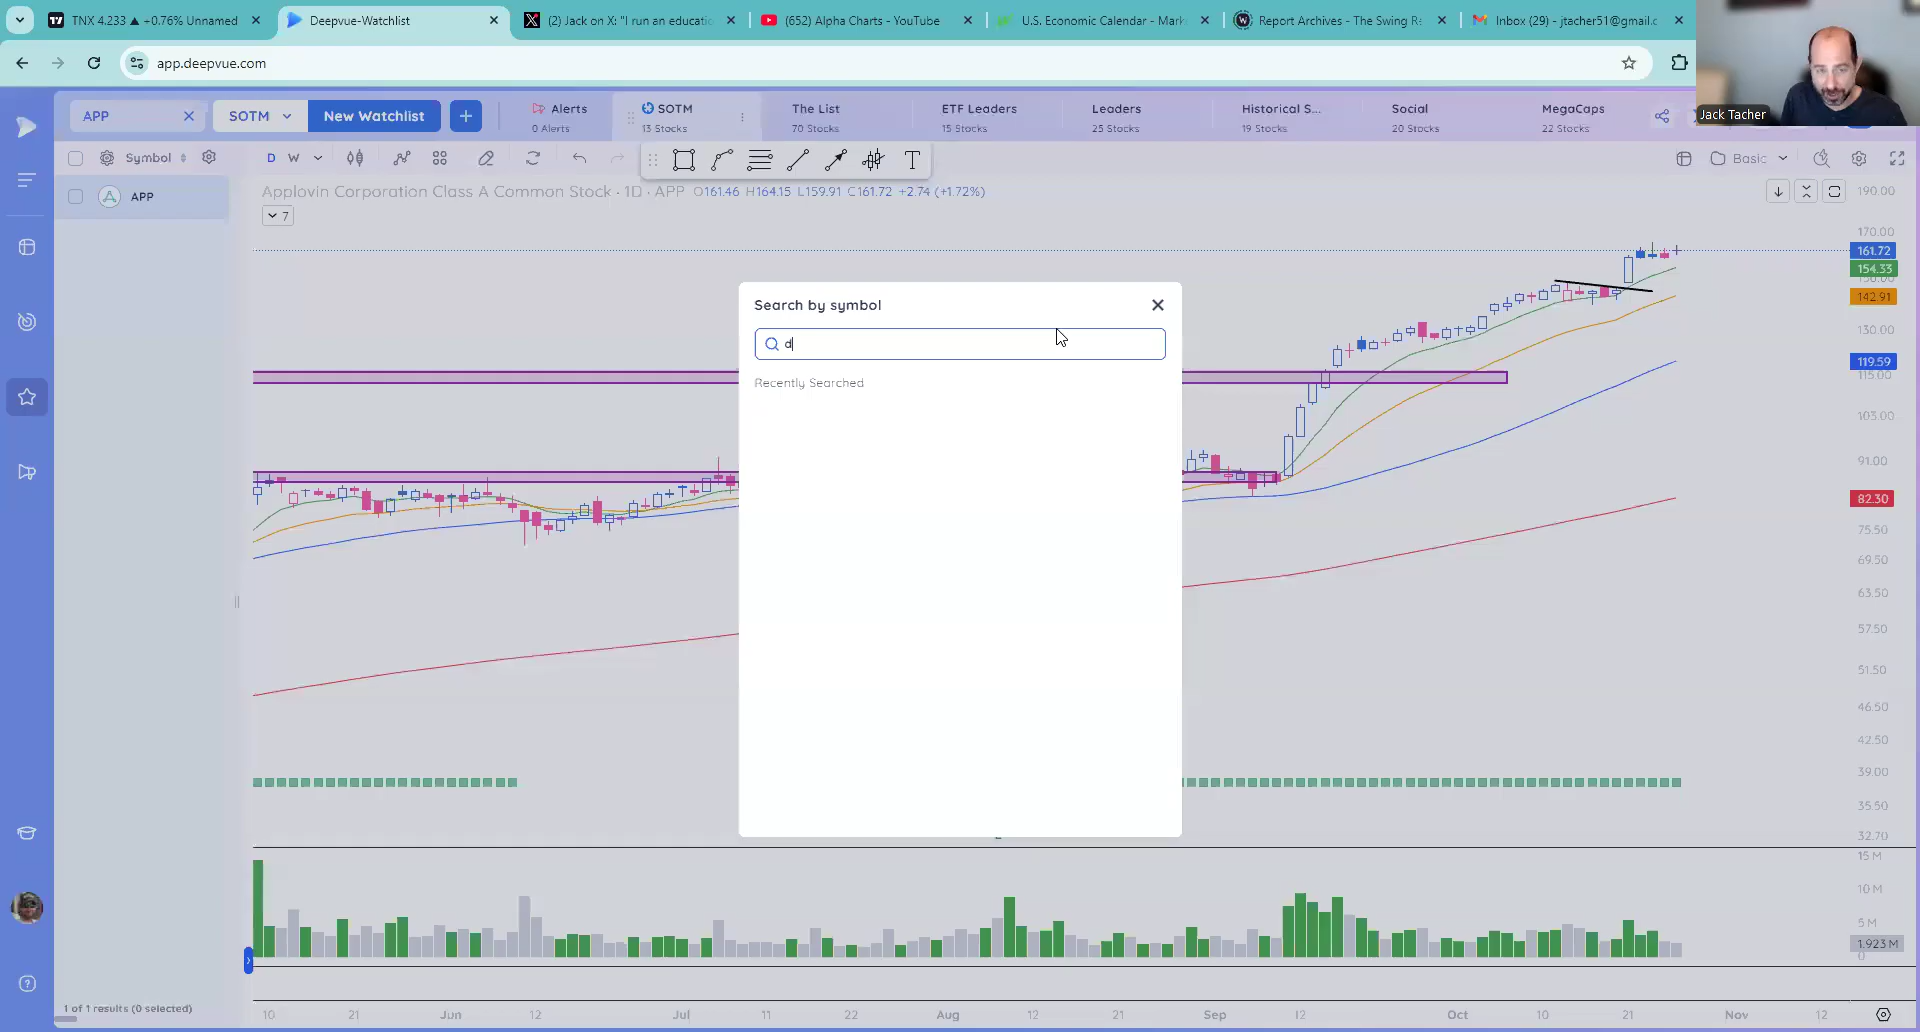 TNX 4.233 ▲ +0.76% Unnamed
Deepvue-Watchlist
(2) Jack on X: "I run an educatio
(652) Alpha Charts - YouTube
U.S. Economic Calendar - Mark
Report Archives - The Swing Re
Inbox (29) - jtacher51@gmail.c
app.deepvue.com
Jack Tacher
APP
SOTM
New Watchlist
Alerts
0 Alerts
SOTM
13 Stocks
The List
70 Stocks
ETF Leaders
15 Stocks
Leaders
25 Stocks
Historical S...
19 Stocks
Social
20 Stocks
MegaCaps
22 Stocks
Symbol
D W
Basic
APP
Applovin Corporation Class A Common Stock · 1D · APP O161.46 H164.15 L159.91 C161.72 +2.74 (+1.72%)
7
Search by symbol
d
Recently Searched
190.00
170.00
161.72
154.33
142.91
130.00
119.59
115.00
103.00
91.00
82.30
75.50
69.50
63.50
57.50
51.50
46.50
42.50
39.00
35.50
32.70
15 M
10 M
5 M
1.923 M
0
1 of 1 results (0 selected)
10 21 Jun 12 Jul 11 22 Aug 12 21 Sep 12 Oct 10 21 Nov 12